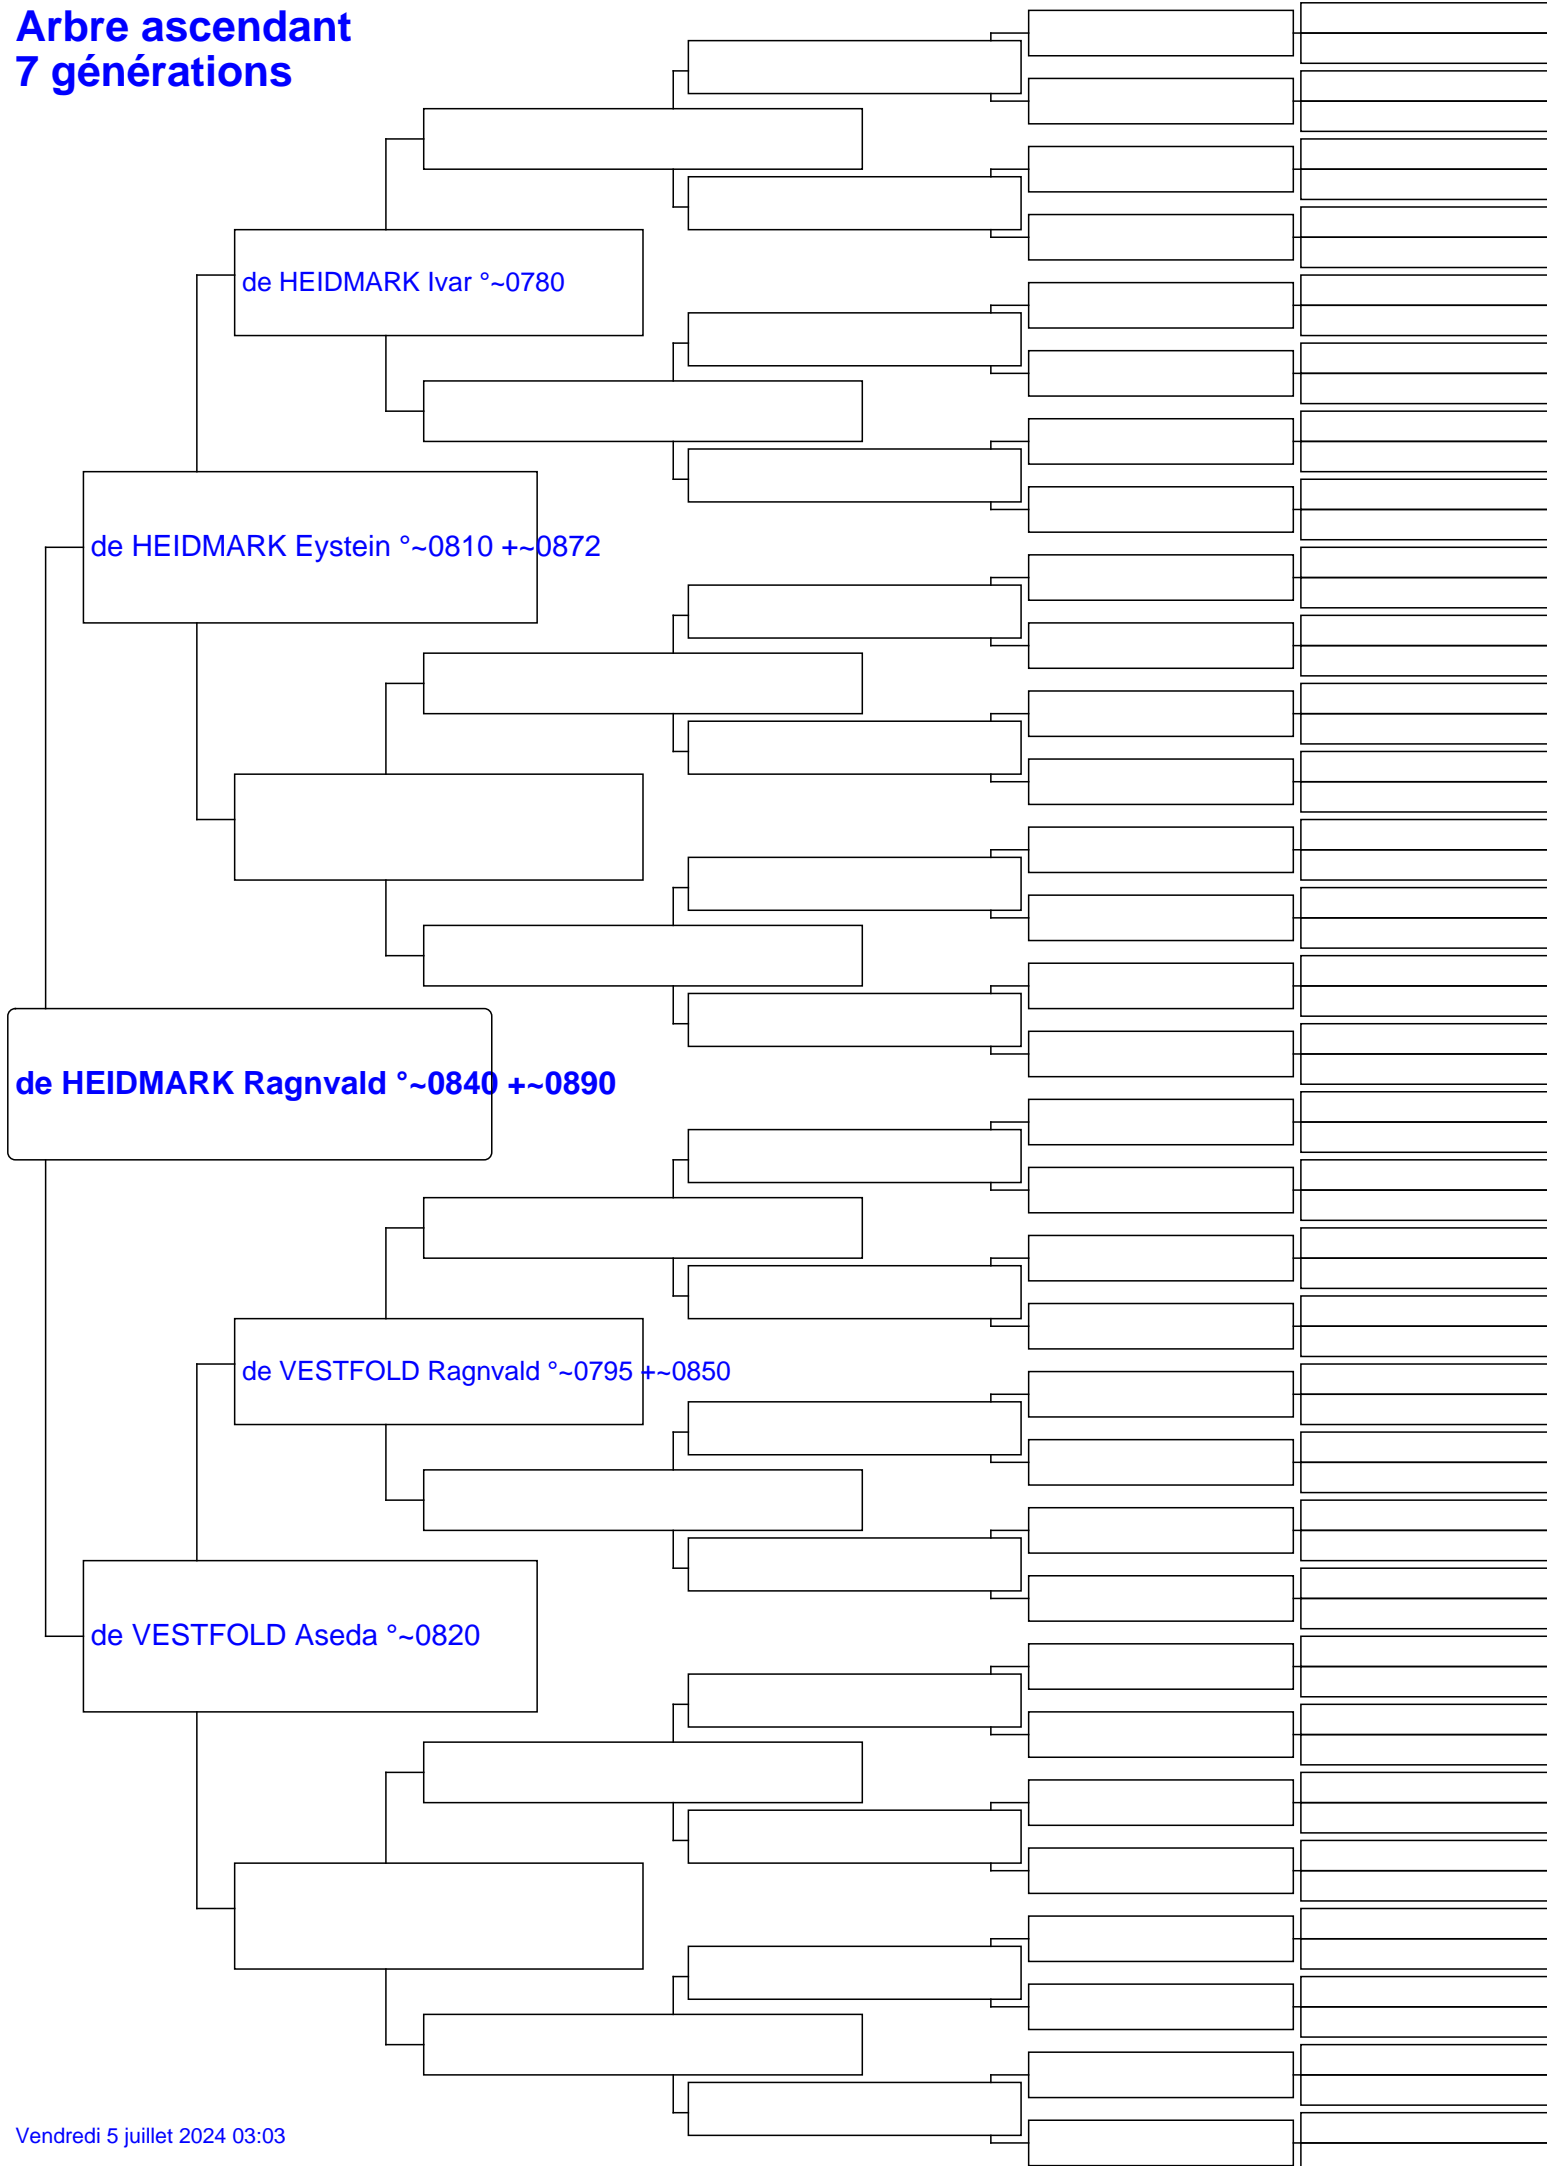 Arbre ascendant
7 générations
de HEIDMARK Ivar °~0780
de HEIDMARK Eystein °~0810 +~0872
de HEIDMARK Ragnvald °~0840 +~0890
de VESTFOLD Ragnvald °~0795 +~0850
de VESTFOLD Aseda °~0820
Vendredi 5 juillet 2024 03:03